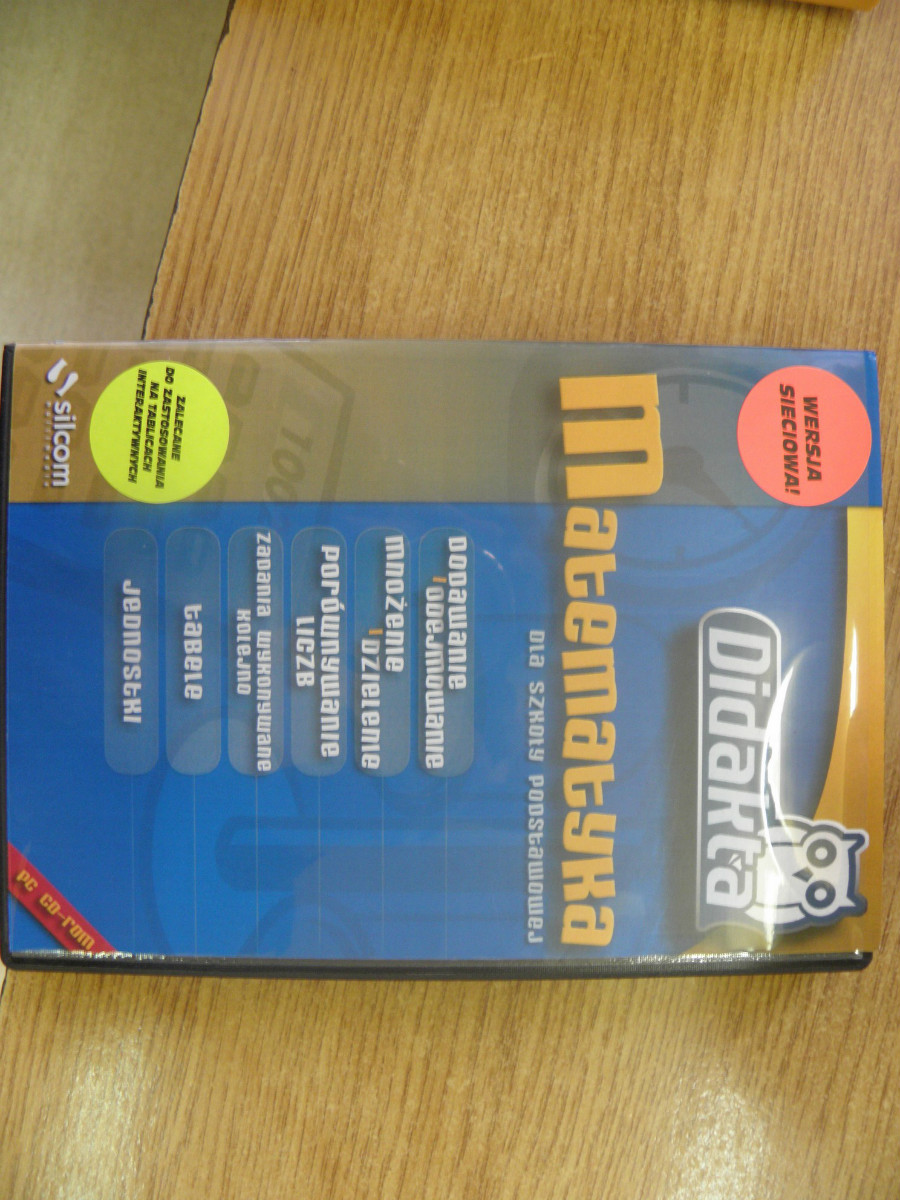 WERSJA
SIECIOWA!
Didakta
matematyka
Dla szkoły podstawowej
Dodawanie
i odejmowanie
mnożenie
i dzielenie
porównywanie
liczb
zadania wykonywane
kolejno
tabele
jednostki
ZALECANE
DO ZASTOSOWANIA
NA TABLICACH
INTERAKTYWNYCH
silcom
PC CD-rom
100